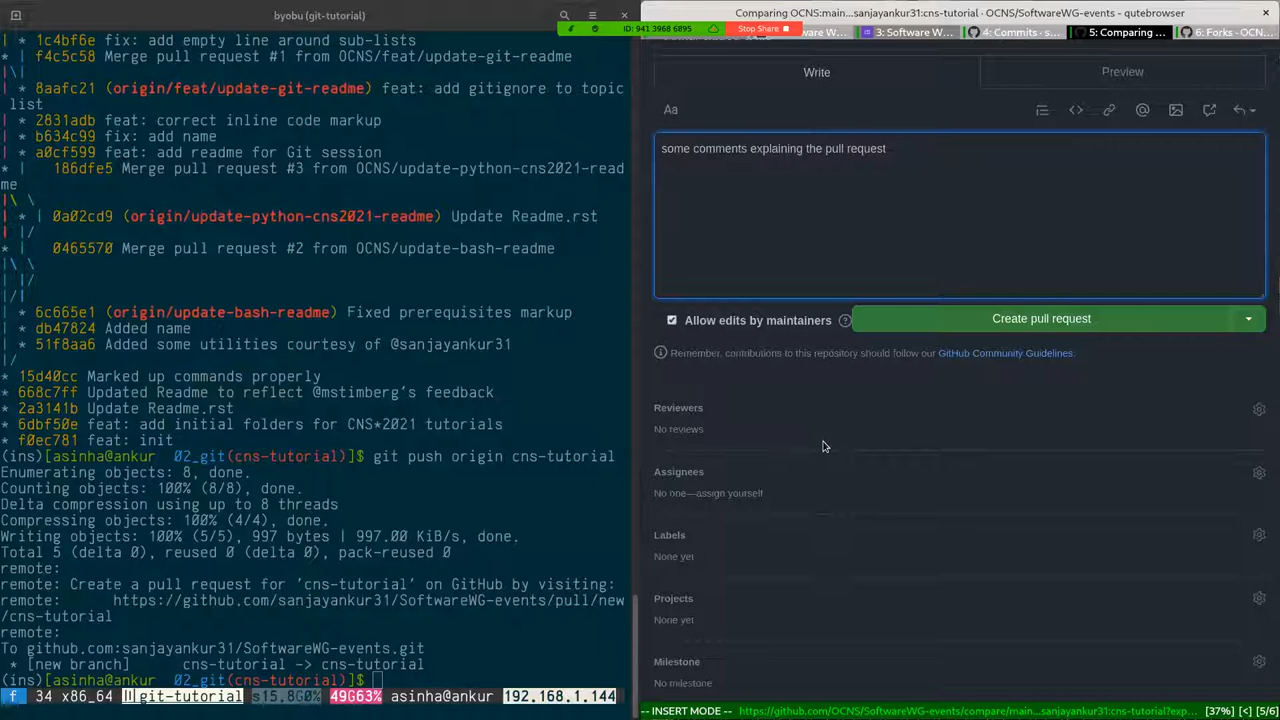 byobu (git-tutorial)
Comparing OCNS:main...sanjayankur31:cns-tutorial · OCNS/SoftwareWG-events - qutebrowser
ID: 941 3968 6895
Stop Share
3: Software W...
4: Commits · s...
5: Comparing ...
6: Forks · OCN...
| * 1c4bf6e fix: add empty line around sub-lists
* | f4c5c58 Merge pull request #1 from OCNS/feat/update-git-readme
|\|
| * 8aafc21 (origin/feat/update-git-readme) feat: add gitignore to topic
list
| * 2831adb feat: correct inline code markup
| * b634c99 fix: add name
| * a0cf599 feat: add readme for Git session
* | 186dfe5 Merge pull request #3 from OCNS/update-python-cns2021-read
me
|\ \
| * | 0a02cd9 (origin/update-python-cns2021-readme) Update Readme.rst
| |/
* | 0465570 Merge pull request #2 from OCNS/update-bash-readme
|\ \
| |/
|/|
| * 6c665e1 (origin/update-bash-readme) Fixed prerequisites markup
| * db47824 Added name
| * 51f8aa6 Added some utilities courtesy of @sanjayankur31
|/
* 15d40cc Marked up commands properly
* 668c7ff Updated Readme to reflect @mstimberg's feedback
* 2a3141b Update Readme.rst
* 6dbf50e feat: add initial folders for CNS*2021 tutorials
* f0ec781 feat: init
(ins)[asinha@ankur 02_git(cns-tutorial)]$ git push origin cns-tutorial
Enumerating objects: 8, done.
Counting objects: 100% (8/8), done.
Delta compression using up to 8 threads
Compressing objects: 100% (4/4), done.
Writing objects: 100% (5/5), 997 bytes | 997.00 KiB/s, done.
Total 5 (delta 0), reused 0 (delta 0), pack-reused 0
remote:
remote: Create a pull request for 'cns-tutorial' on GitHub by visiting:
remote: https://github.com/sanjayankur31/SoftwareWG-events/pull/new
/cns-tutorial
remote:
To github.com:sanjayankur31/SoftwareWG-events.git
* [new branch] cns-tutorial -> cns-tutorial
(ins)[asinha@ankur 02_git(cns-tutorial)]$
f 34 x86_64 git-tutorial 49G63% asinha@ankur 192.168.1.144
Write
Preview
Aa
some comments explaining the pull request
Allow edits by maintainers
Create pull request
Remember, contributions to this repository should follow our GitHub Community Guidelines.
Reviewers
No reviews
Assignees
No one—assign yourself
Labels
None yet
Projects
None yet
Milestone
No milestone
-- INSERT MODE -- https://github.com/OCNS/SoftwareWG-events/compare/main...sanjayankur31:cns-tutorial?exp... [37%] [<] [5/6]